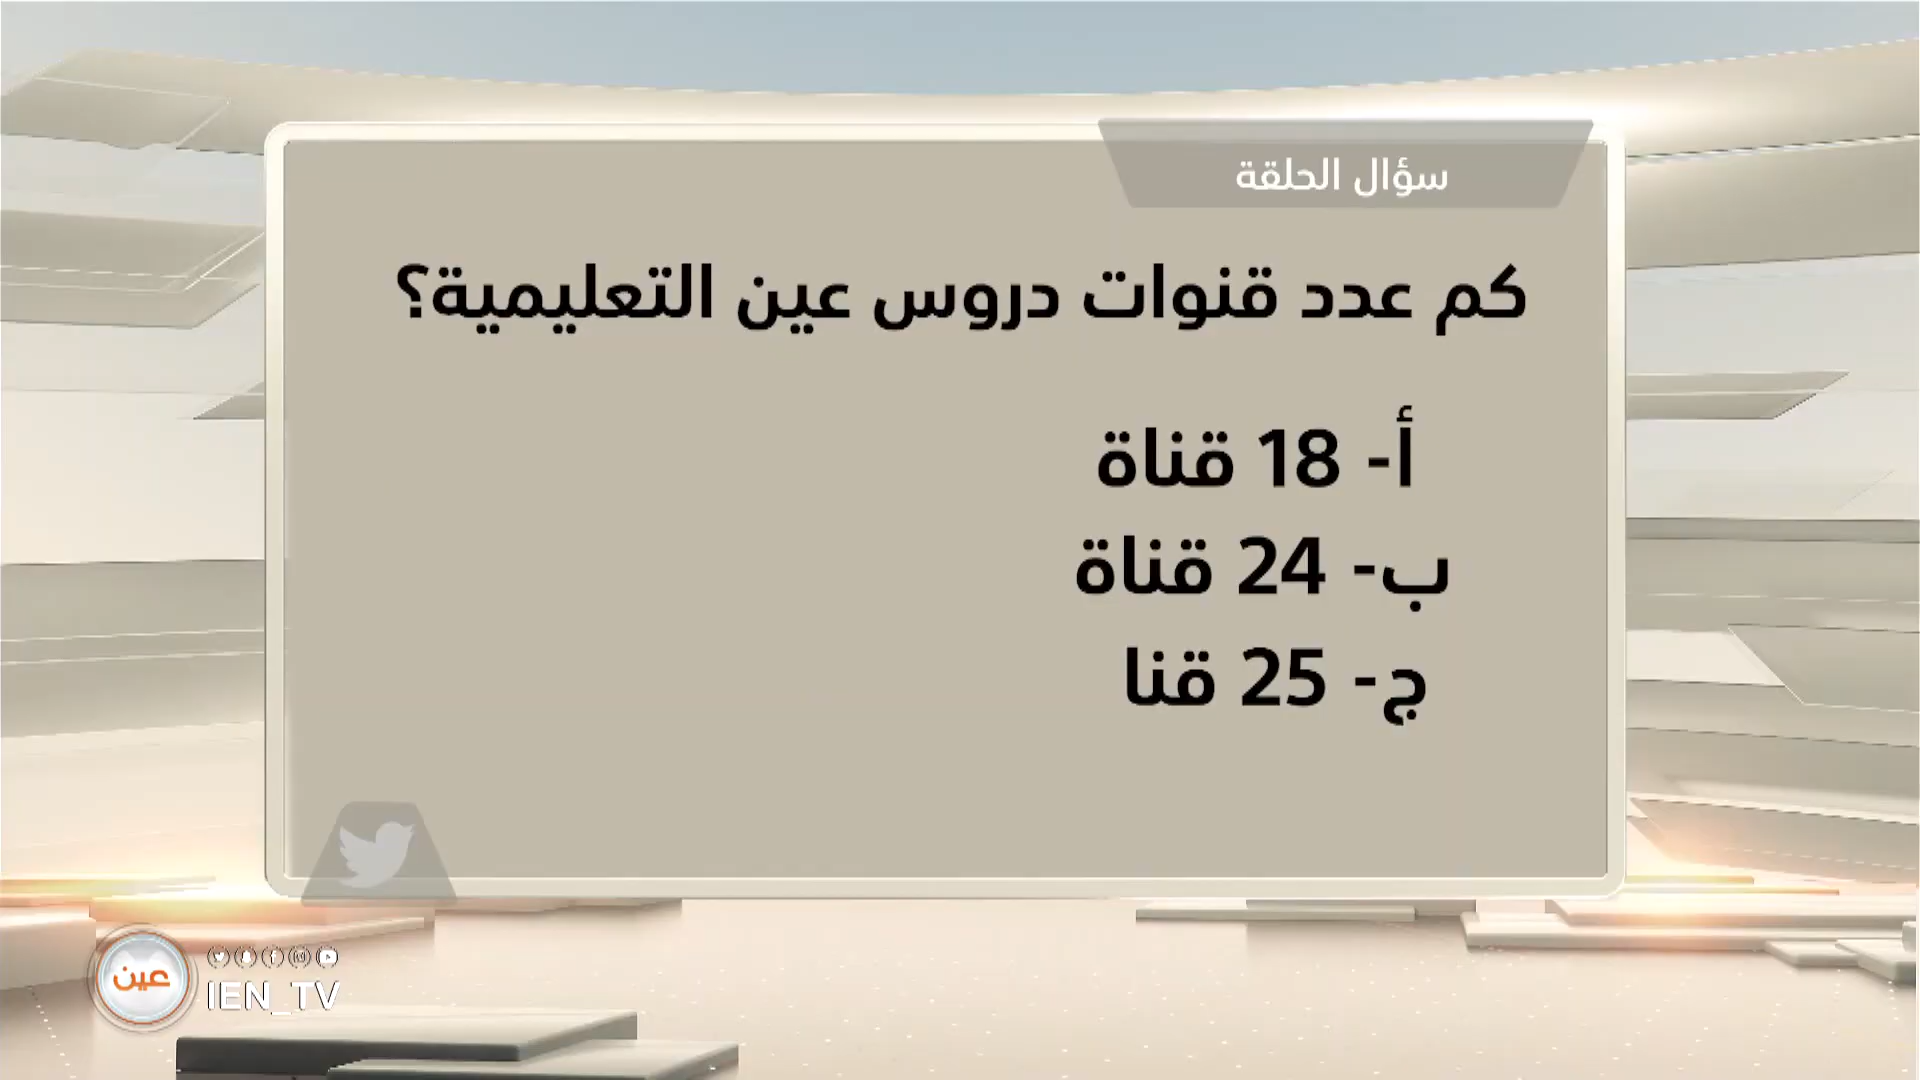 سؤال الحلقة
كم عدد قنوات دروس عين التعليمية؟
أ- 18 قناة
ب- 24 قناة
ج- 25 قنا
عين
IEN_TV